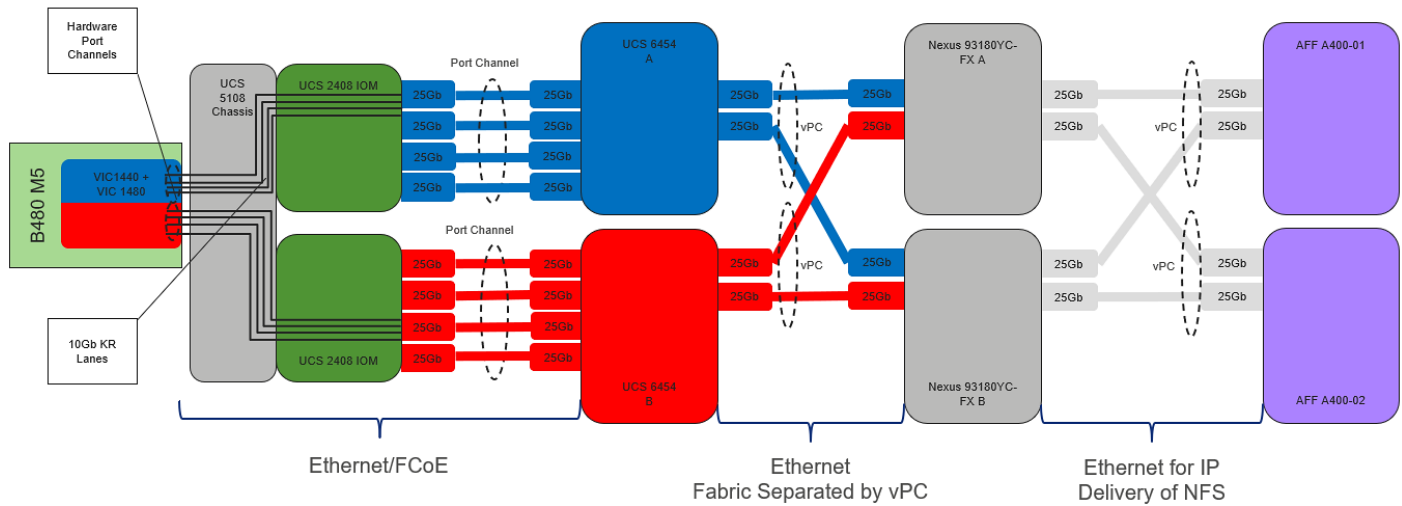 Hardware
Port
Channels
UCS
5108
Chassis
UCS 2408 IOM
B480 M5
VIC1440 +
VIC 1480
UCS 2408 IOM
10Gb KR
Lanes
Port Channel
25Gb
25Gb
25Gb
25Gb
25Gb
25Gb
25Gb
25Gb
Port Channel
25Gb
25Gb
25Gb
25Gb
25Gb
25Gb
25Gb
25Gb
UCS 6454
A
25Gb
25Gb
UCS 6454
B
25Gb
25Gb
vPC
vPC
25Gb
25Gb
25Gb
25Gb
Nexus 93180YC-
FX A
25Gb
25Gb
Nexus 93180YC-
FX B
25Gb
25Gb
vPC
vPC
25Gb
25Gb
25Gb
25Gb
AFF A400-01
AFF A400-02
Ethernet/FCoE
Ethernet
Fabric Separated by vPC
Ethernet for IP
Delivery of NFS